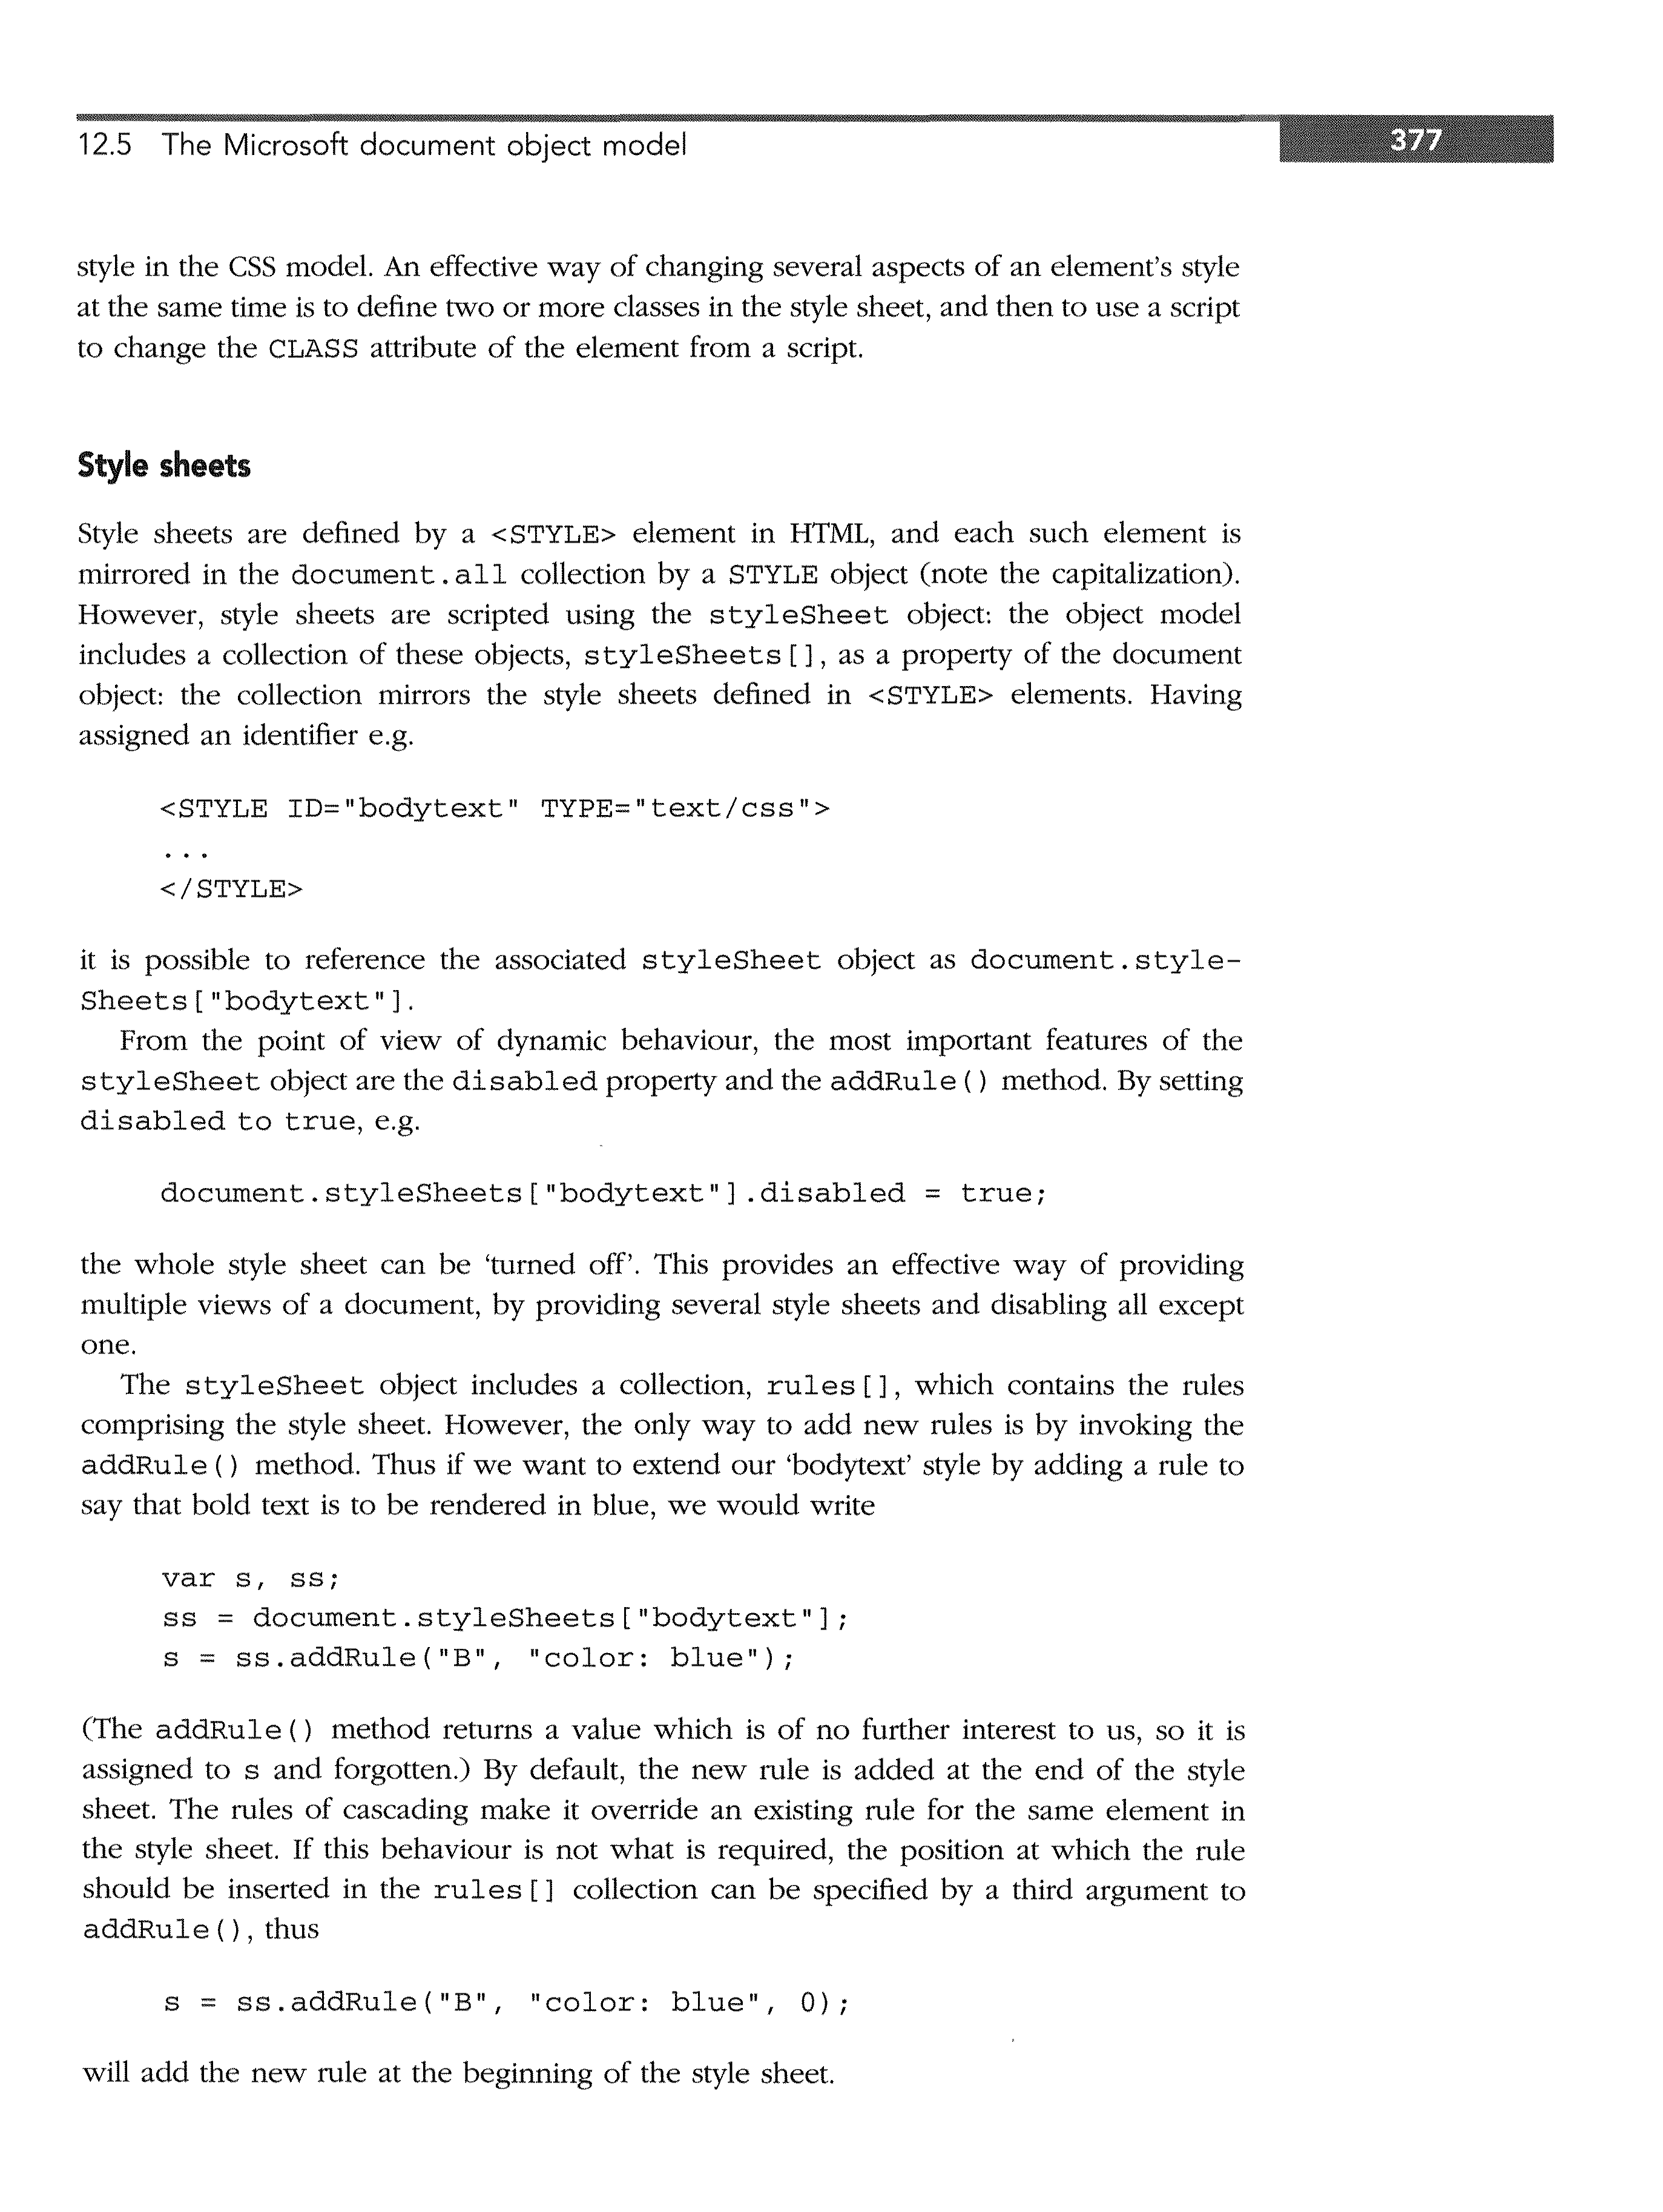 12.5 The Microsoft document object model
377
style in the CSS model. An effective way of changing several aspects of an element's style
at the same time is to define two or more classes in the style sheet, and then to use a script
to change the CLASS attribute of the element from a script.
Style sheets
Style sheets are defined by a <STYLE> element in HTML, and each such element is
mirrored in the document.all collection by a STYLE object (note the capitalization).
However, style sheets are scripted using the styleSheet object: the object model
includes a collection of these objects, styleSheets[], as a property of the document
object: the collection mirrors the style sheets defined in <STYLE> elements. Having
assigned an identifier e.g.
<STYLE ID="bodytext" TYPE="text/css">
...
</STYLE>
it is possible to reference the associated styleSheet object as document.style-
Sheets["bodytext"].
From the point of view of dynamic behaviour, the most important features of the
styleSheet object are the disabled property and the addRule() method. By setting
disabled to true, e.g.
document.styleSheets["bodytext"].disabled = true;
the whole style sheet can be 'turned off'. This provides an effective way of providing
multiple views of a document, by providing several style sheets and disabling all except
one.
The styleSheet object includes a collection, rules[], which contains the rules
comprising the style sheet. However, the only way to add new rules is by invoking the
addRule() method. Thus if we want to extend our 'bodytext' style by adding a rule to
say that bold text is to be rendered in blue, we would write
var s, ss;
ss = document.styleSheets["bodytext"];
s = ss.addRule("B", "color: blue");
(The addRule() method returns a value which is of no further interest to us, so it is
assigned to s and forgotten.) By default, the new rule is added at the end of the style
sheet. The rules of cascading make it override an existing rule for the same element in
the style sheet. If this behaviour is not what is required, the position at which the rule
should be inserted in the rules[] collection can be specified by a third argument to
addRule(), thus
s = ss.addRule("B", "color: blue", 0);
will add the new rule at the beginning of the style sheet.